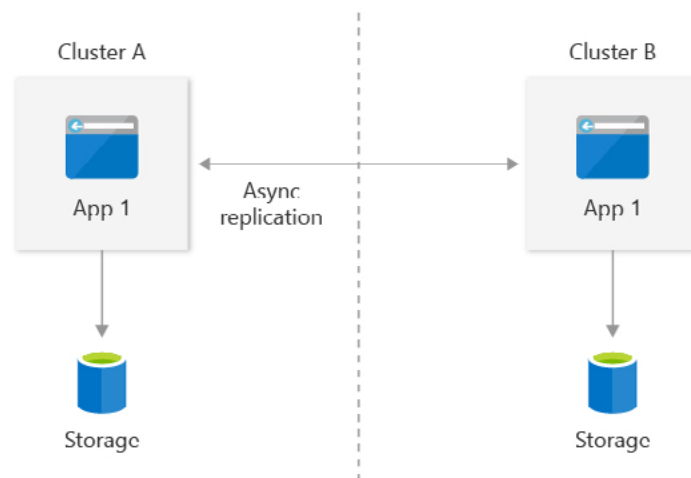 Cluster A
Cluster B
App 1
Async
replication
App 1
Storage
Storage